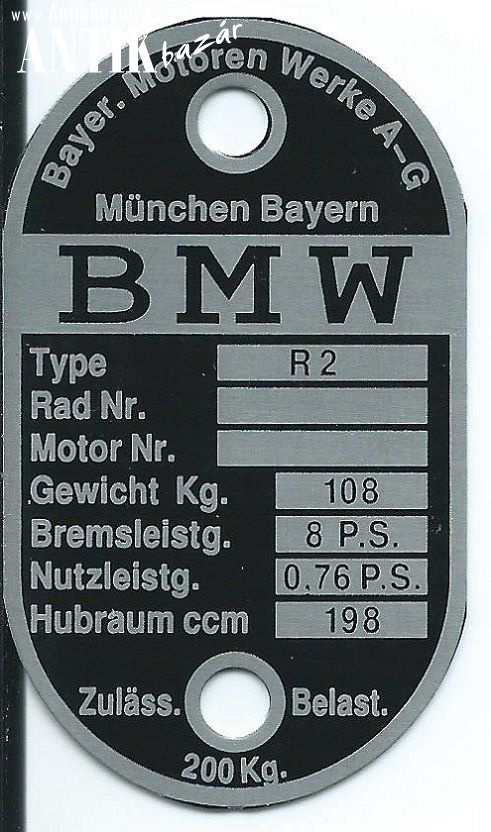 www.AntikBazar
ANTIK bazár
Bayer. Motoren Werke A-G
München Bayern
BMW
Type R 2
Rad Nr.
Motor Nr.
Gewicht Kg. 108
Bremsleistg. 8 P.S.
Nutzleistg. 0,76 P.S.
Hubraum ccm 198
Zuläss. Belast.
200 Kg.